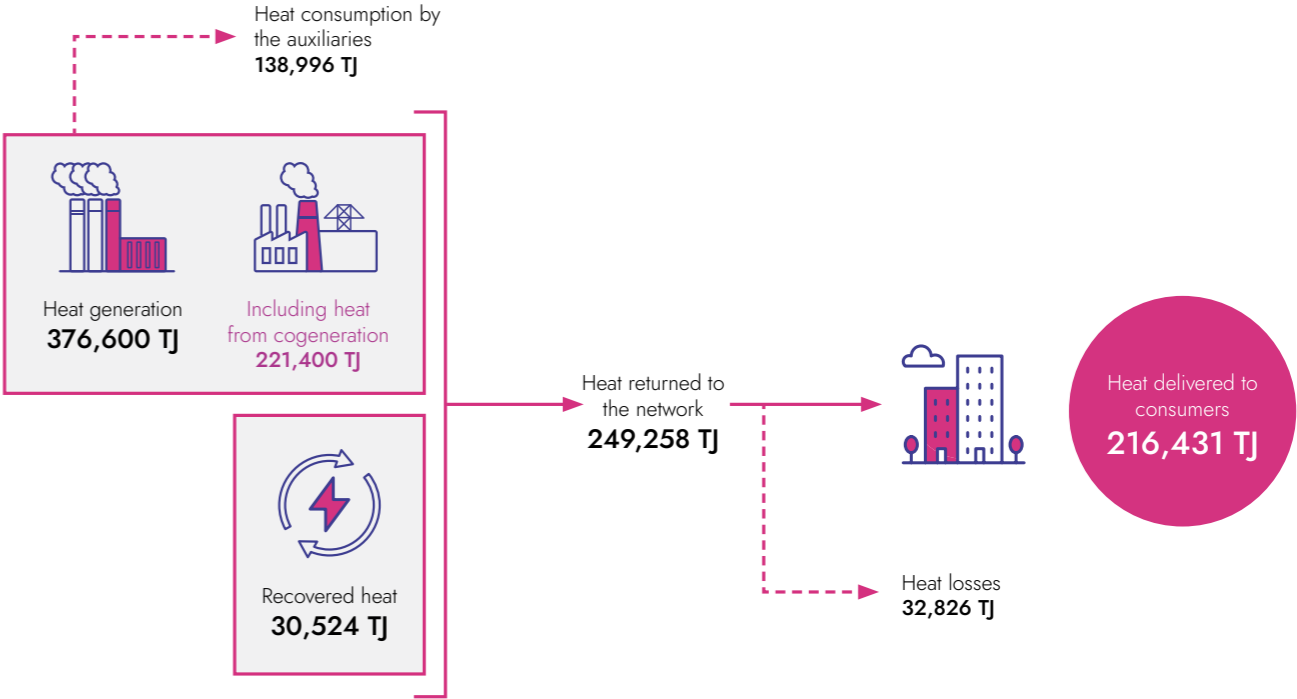 Heat consumption by
the auxiliaries
138,996 TJ
Heat generation
376,600 TJ
Including heat
from cogeneration
221,400 TJ
Recovered heat
30,524 TJ
Heat returned to
the network
249,258 TJ
Heat delivered to
consumers
216,431 TJ
Heat losses
32,826 TJ